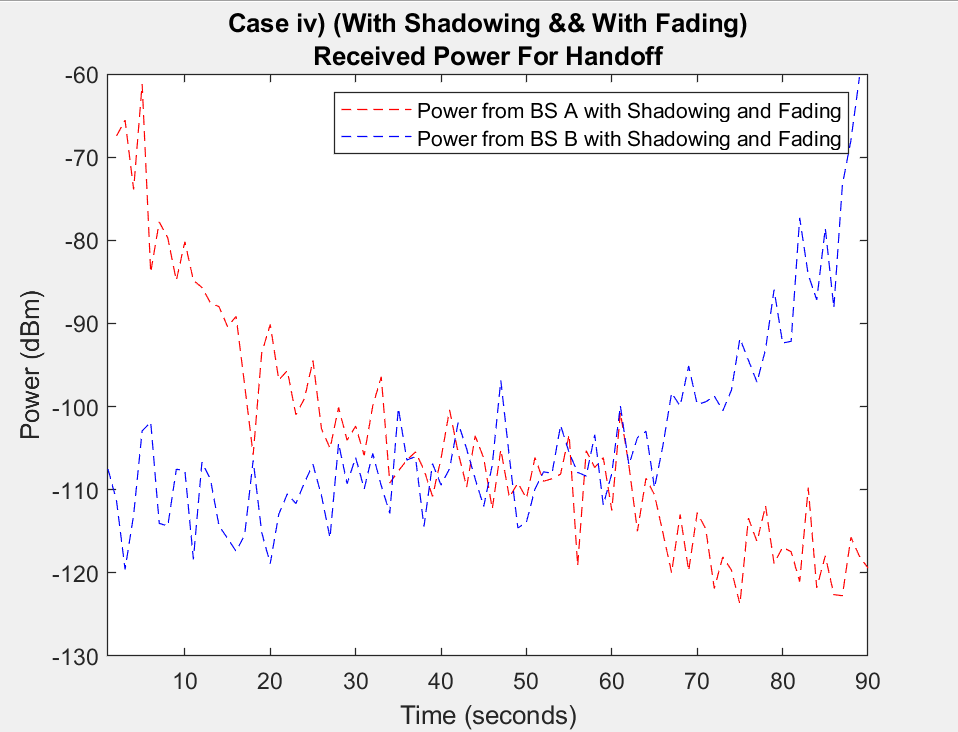 Case iv) (With Shadowing && With Fading)
Received Power For Handoff
-60
-70
-80
-90
-100
-110
-120
-130
Power (dBm)
Power from BS A with Shadowing and Fading
Power from BS B with Shadowing and Fading
10 20 30 40 50 60 70 80 90
Time (seconds)